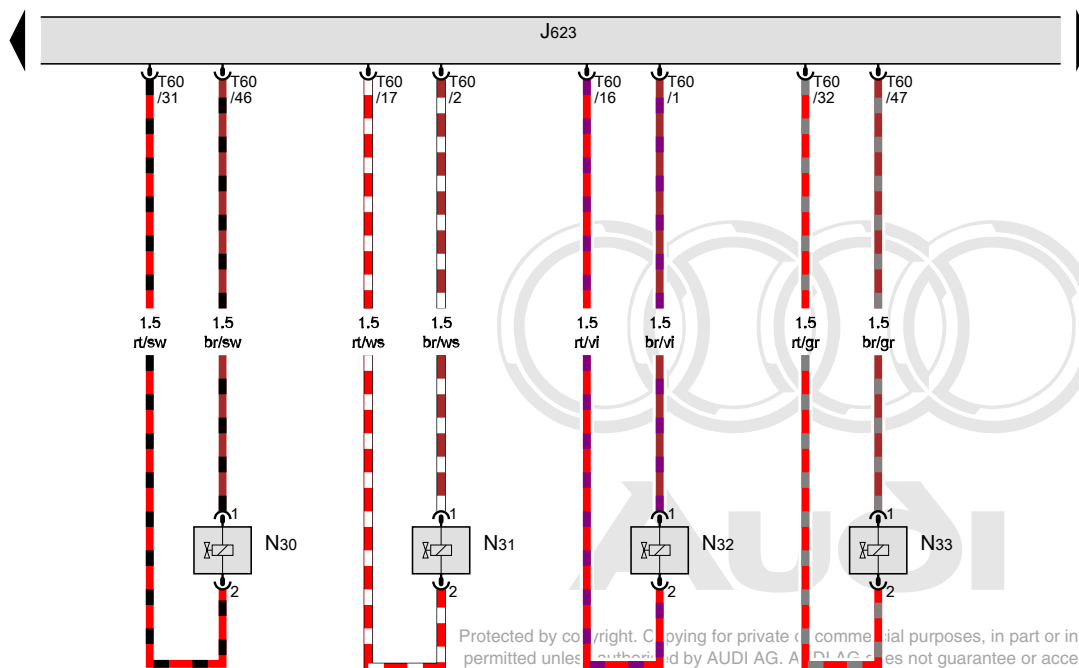 J623
T60 /31
T60 /46
T60 /17
T60 /2
T60 /16
T60 /1
T60 /32
T60 /47
1.5 rt/sw
1.5 br/sw
1.5 rt/ws
1.5 br/ws
1.5 rt/vi
1.5 br/vi
1.5 rt/gr
1.5 br/gr
1
N30
2
1
N31
2
1
N32
2
1
N33
2
Audi
Protected by copyright. Copying for private or commercial purposes, in part or in
permitted unless authorised by AUDI AG. AUDI AG does not guarantee or acce